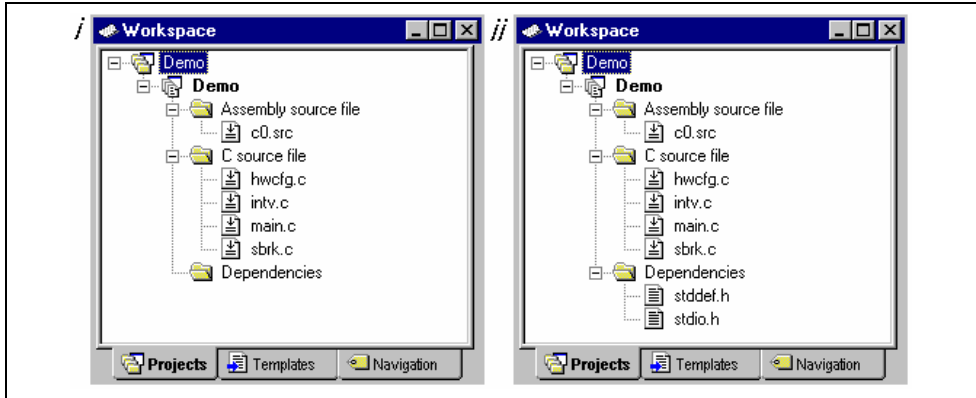 i
Workspace
Demo
Demo
Assembly source file
c0.src
C source file
hwcfg.c
intv.c
main.c
sbrk.c
Dependencies
Projects Templates Navigation
ii
Workspace
Demo
Demo
Assembly source file
c0.src
C source file
hwcfg.c
intv.c
main.c
sbrk.c
Dependencies
stddef.h
stdio.h
Projects Templates Navigation